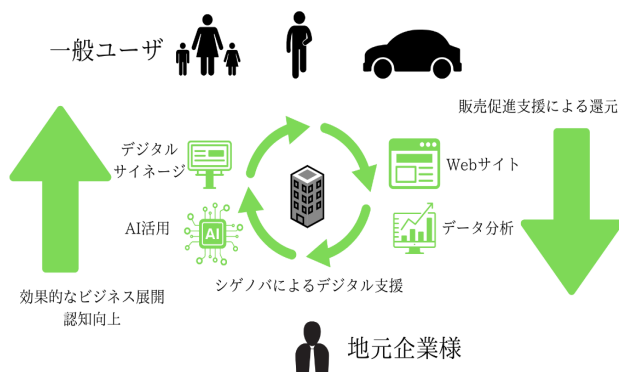 一般ユーザ
販売促進支援による還元
デジタル
サイネージ
Webサイト
AI活用
AI
データ分析
シゲノバによるデジタル支援
効果的なビジネス展開
認知向上
地元企業様